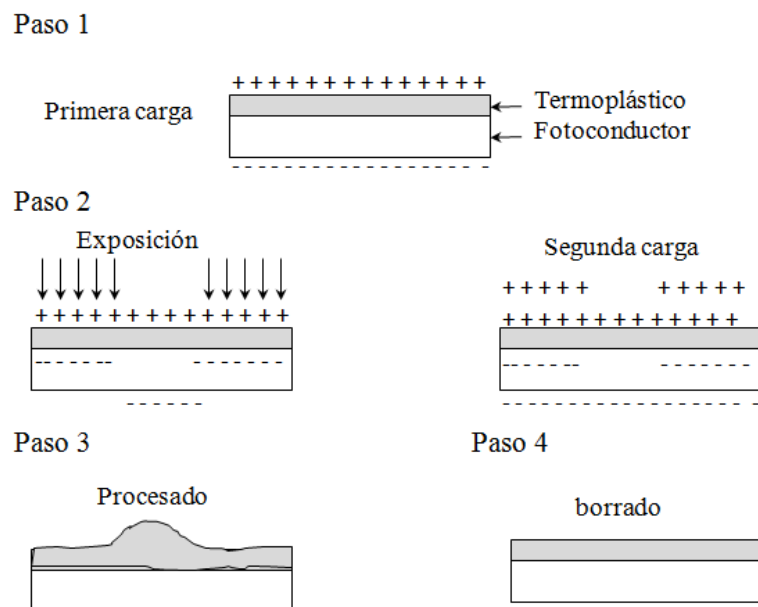 Paso 1
+ + + + + + + + + + + + + +
Primera carga
Termoplástico
Fotoconductor
- - - - - - - - - - - - - - - - -
Paso 2
Exposición
+ + + + + + + + + + + + + +
-- - - - -- - - - - - - -
- - - - - -
Segunda carga
+ + + + + + + + + +
+ + + + + + + + + + + + +
-- - - - -- - - - - - - -
- - - - - - - - - - - - - - - - -
Paso 3
Procesado
Paso 4
borrado